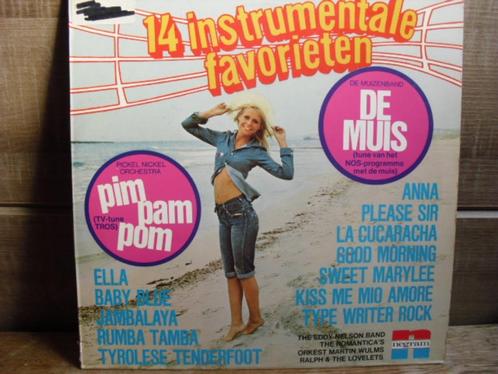 14 instrumentale
favorieten
DE MUIZENBAND
DE
MUIS
(tune van het
NOS-programma
met de muis)
PICKEL NICKEL
ORCHESTRA
pim
pam
pom
(TV-tune
TROS)
ELLA
BABY BLUE
JAMBALAYA
RUMBA TAMBA
TYROLESE TENDERFOOT
ANNA
PLEASE SIR
LA CUCARACHA
GOOD MORNING
SWEET MARYLEE
KISS ME MIO AMORE
TYPE WRITER ROCK
THE EDDY NELSON BAND
THE ROMANTICA'S
ORKEST MARTIN WULMS
RALPH & THE LOVELETS
negram